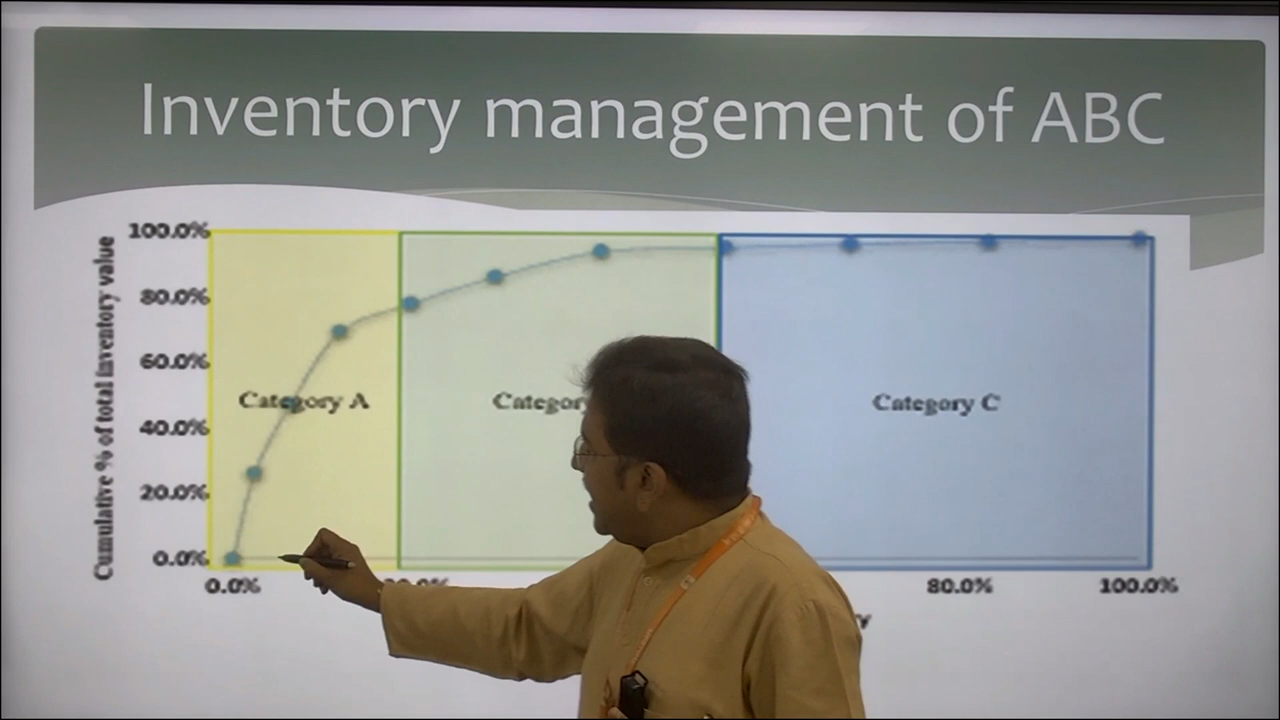 Inventory management of ABC
Cumulative % of total inventory value
100.0%
80.0%
60.0%
40.0%
20.0%
0.0%
Category A
Category C
0.0%
80.0%
100.0%